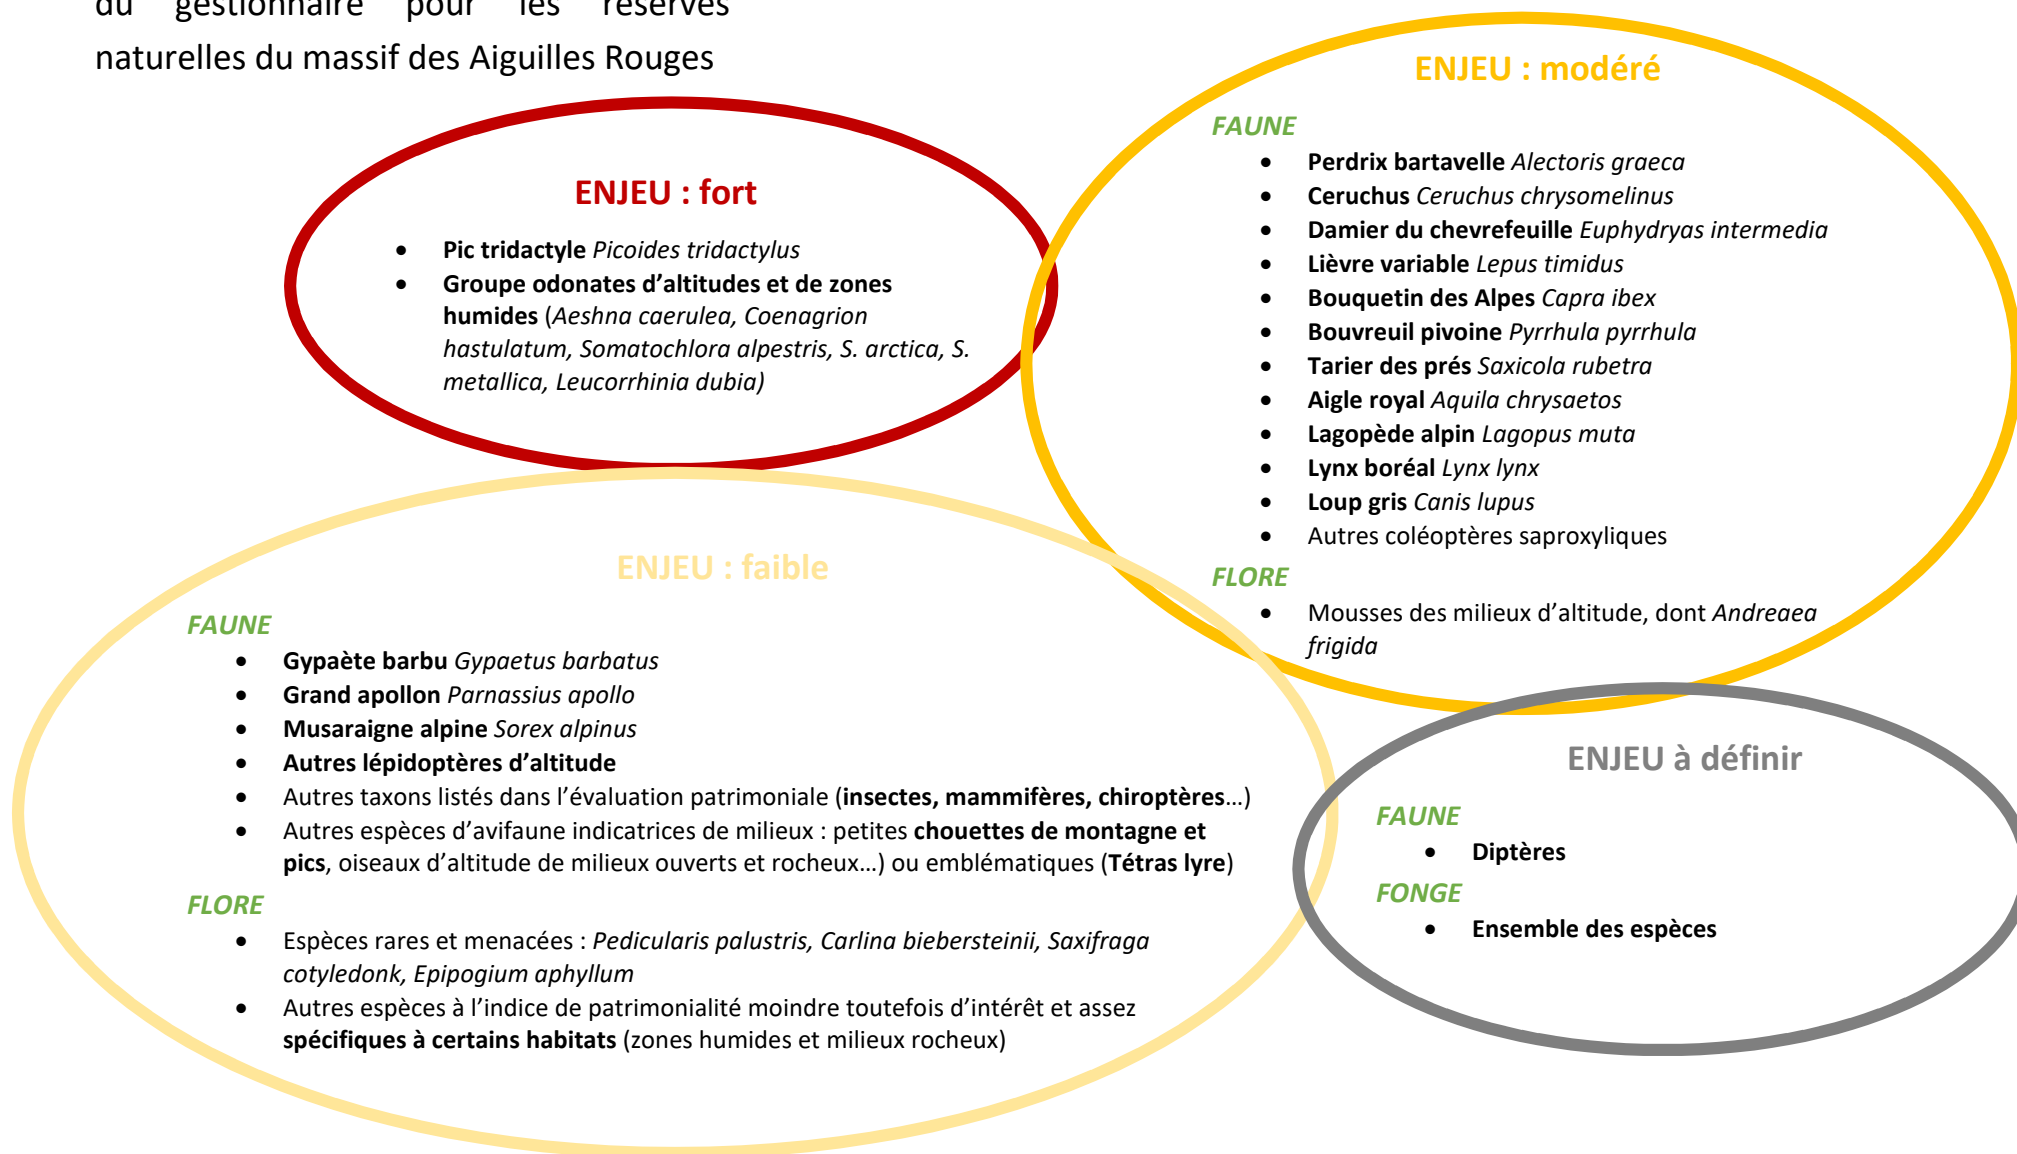 du gestionnaire pour les réserves
naturelles du massif des Aiguilles Rouges
ENJEU : fort
• Pic tridactyle Picoides tridactylus
• Groupe odonates d’altitudes et de zones
humides (Aeshna caerulea, Coenagrion
hastulatum, Somatochlora alpestris, S. arctica, S.
metallica, Leucorrhinia dubia)
ENJEU : modéré
FAUNE
• Perdrix bartavelle Alectoris graeca
• Ceruchus Ceruchus chrysomelinus
• Damier du chevrefeuille Euphydryas intermedia
• Lièvre variable Lepus timidus
• Bouquetin des Alpes Capra ibex
• Bouvreuil pivoine Pyrrhula pyrrhula
• Tarier des prés Saxicola rubetra
• Aigle royal Aquila chrysaetos
• Lagopède alpin Lagopus muta
• Lynx boréal Lynx lynx
• Loup gris Canis lupus
• Autres coléoptères saproxyliques
FLORE
• Mousses des milieux d’altitude, dont Andreaea
frigida
ENJEU : faible
FAUNE
• Gypaète barbu Gypaetus barbatus
• Grand apollon Parnassius apollo
• Musaraigne alpine Sorex alpinus
• Autres lépidoptères d’altitude
• Autres taxons listés dans l’évaluation patrimoniale (insectes, mammifères, chiroptères…)
• Autres espèces d’avifaune indicatrices de milieux : petites chouettes de montagne et
pics, oiseaux d’altitude de milieux ouverts et rocheux…) ou emblématiques (Tétras lyre)
FLORE
• Espèces rares et menacées : Pedicularis palustris, Carlina biebersteinii, Saxifraga
cotyledonk, Epipogium aphyllum
• Autres espèces à l’indice de patrimonialité moindre toutefois d’intérêt et assez
spécifiques à certains habitats (zones humides et milieux rocheux)
ENJEU à définir
FAUNE
• Diptères
FONGE
• Ensemble des espèces